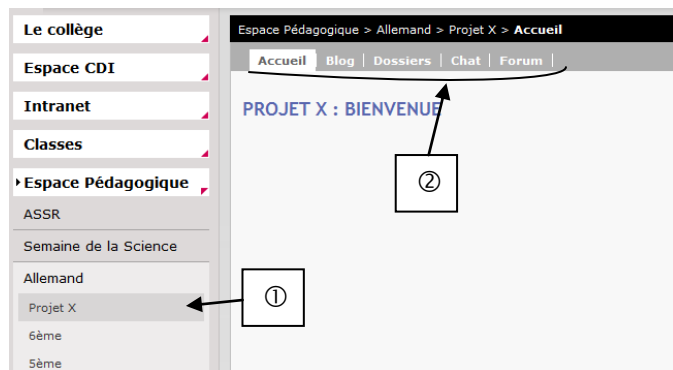 Le collège
Espace CDI
Intranet
Classes
Espace Pédagogique
ASSR
Semaine de la Science
Allemand
Projet X
6ème
5ème
Espace Pédagogique > Allemand > Projet X > Accueil
Accueil | Blog | Dossiers | Chat | Forum |
PROJET X : BIENVENUE
②
①